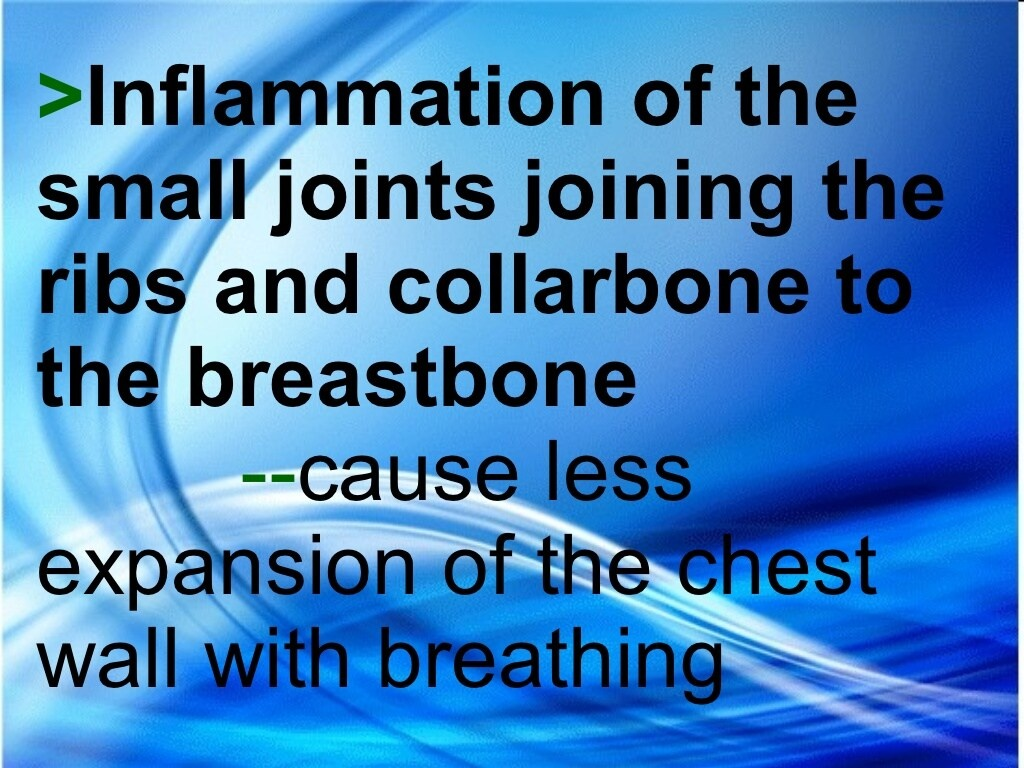 >Inflammation of the
small joints joining the
ribs and collarbone to
the breastbone
--cause less
expansion of the chest
wall with breathing